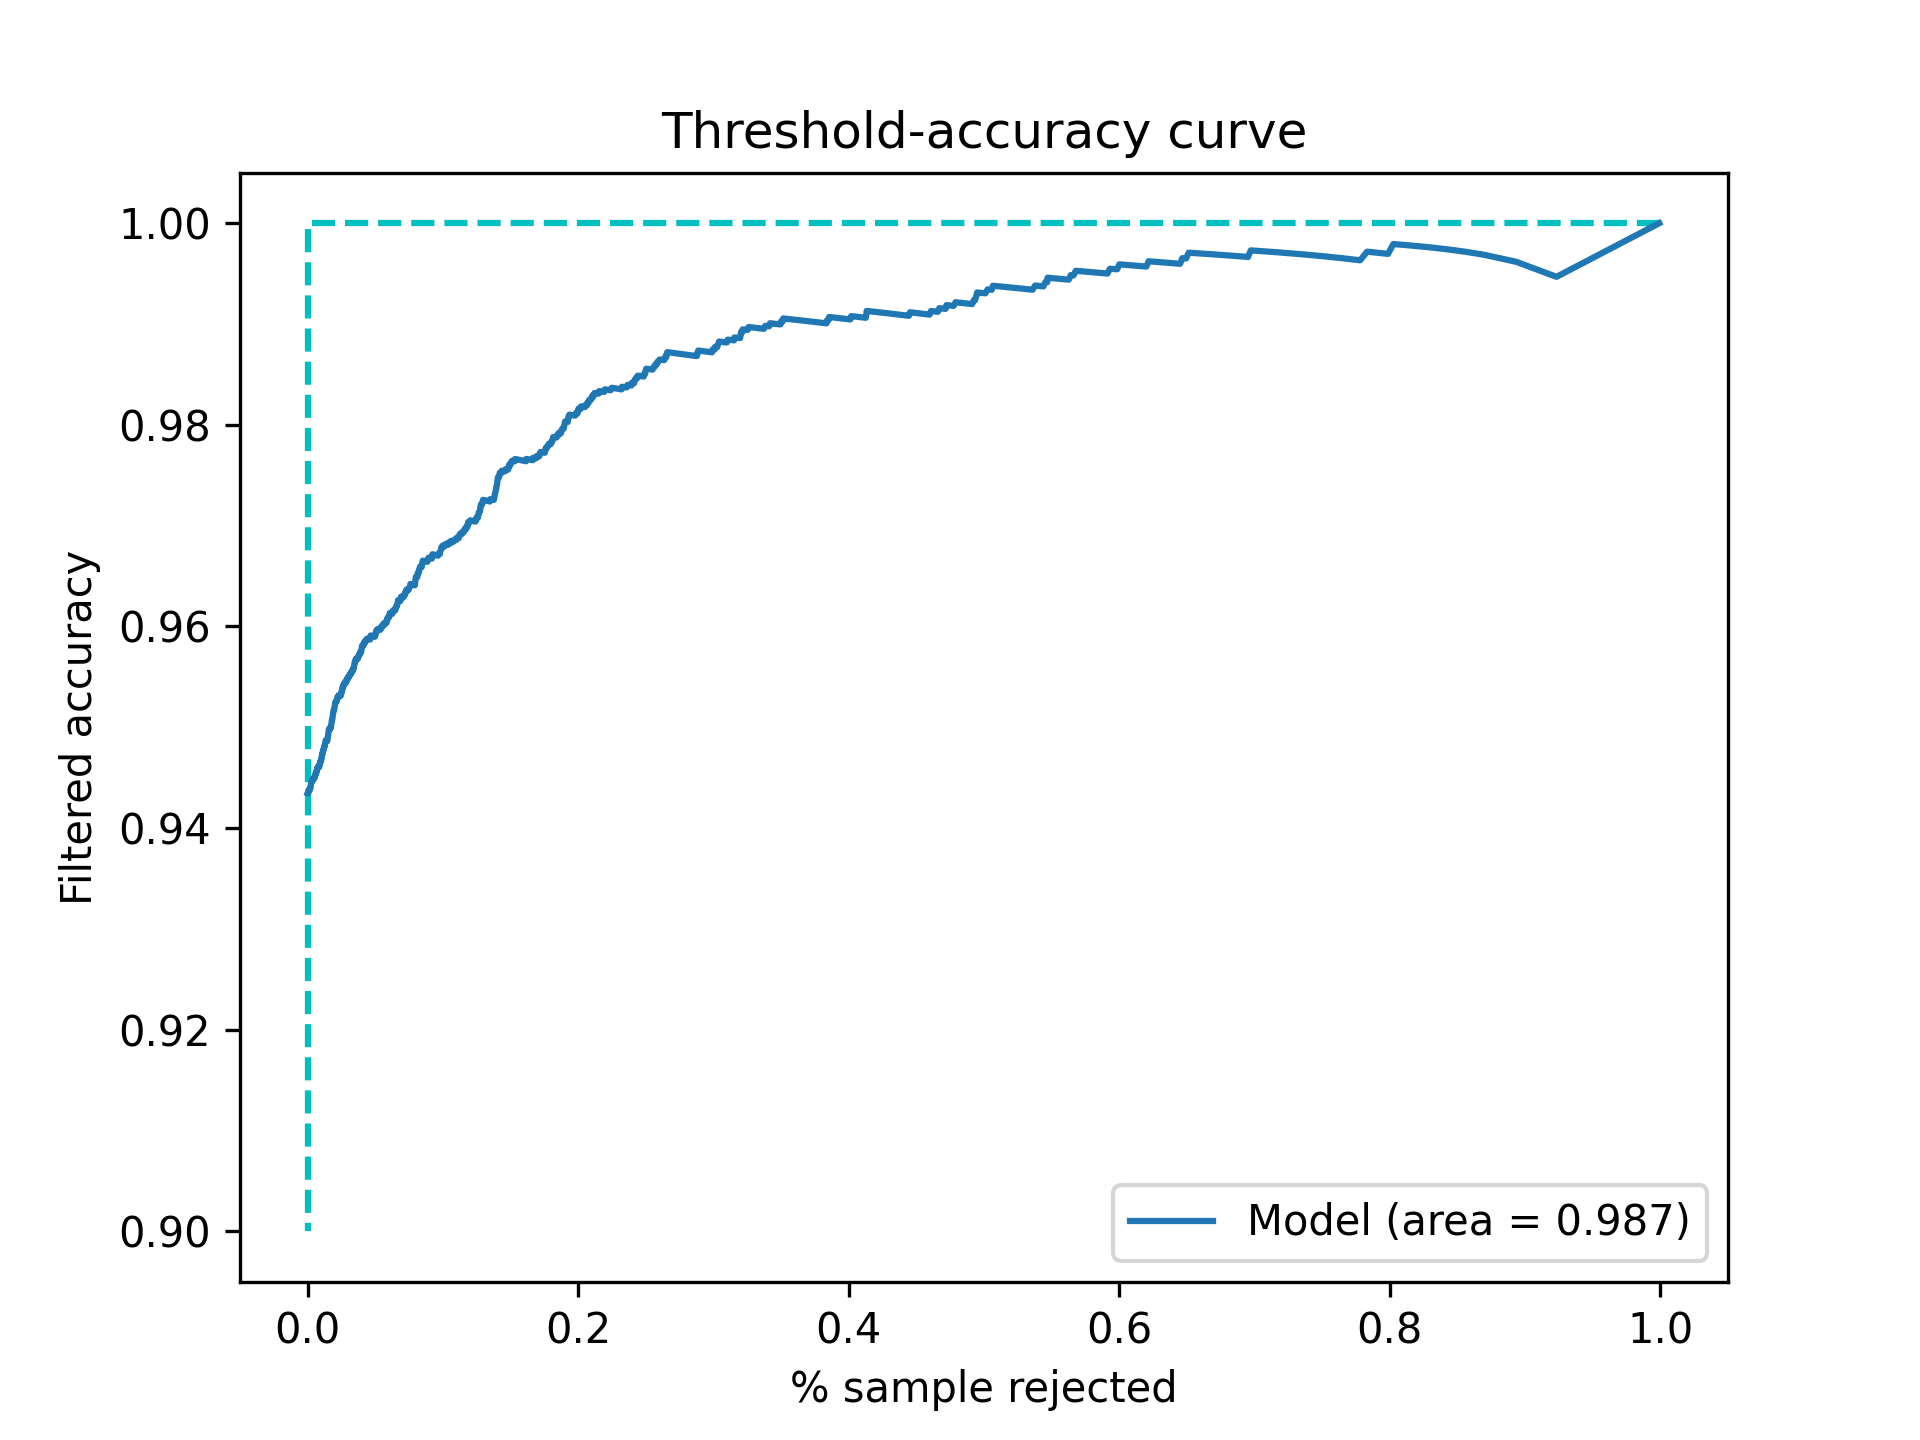 Threshold-accuracy curve
1.00
0.98
0.96
0.94
0.92
0.90
Filtered accuracy
Model (area = 0.987)
0.0 0.2 0.4 0.6 0.8 1.0
% sample rejected